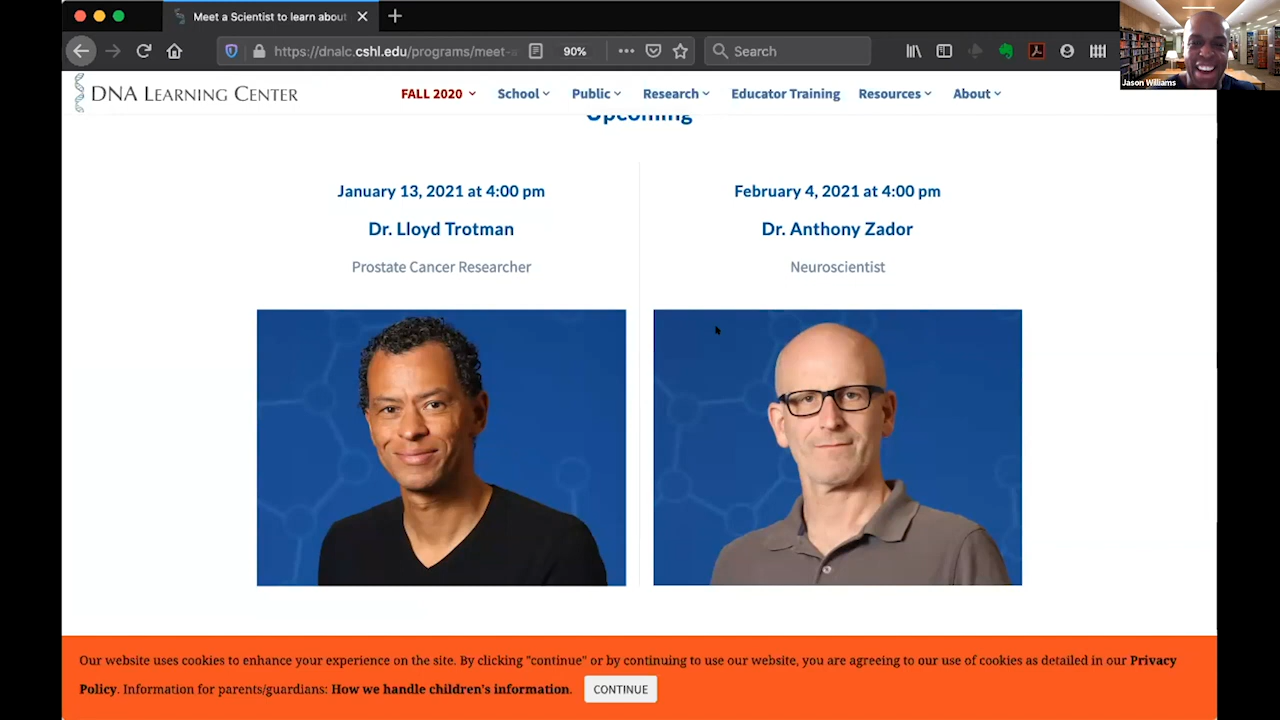 Meet a Scientist to learn about
https://dnalc.cshl.edu/programs/meet-a
90%
Search
Jason Williams
DNA LEARNING CENTER
FALL 2020
School
Public
Research
Educator Training
Resources
About
Upcoming
January 13, 2021 at 4:00 pm
Dr. Lloyd Trotman
Prostate Cancer Researcher
February 4, 2021 at 4:00 pm
Dr. Anthony Zador
Neuroscientist
Our website uses cookies to enhance your experience on the site. By clicking "continue" or by continuing to use our website, you are agreeing to our use of cookies as detailed in our Privacy
Policy. Information for parents/guardians: How we handle children's information.
CONTINUE